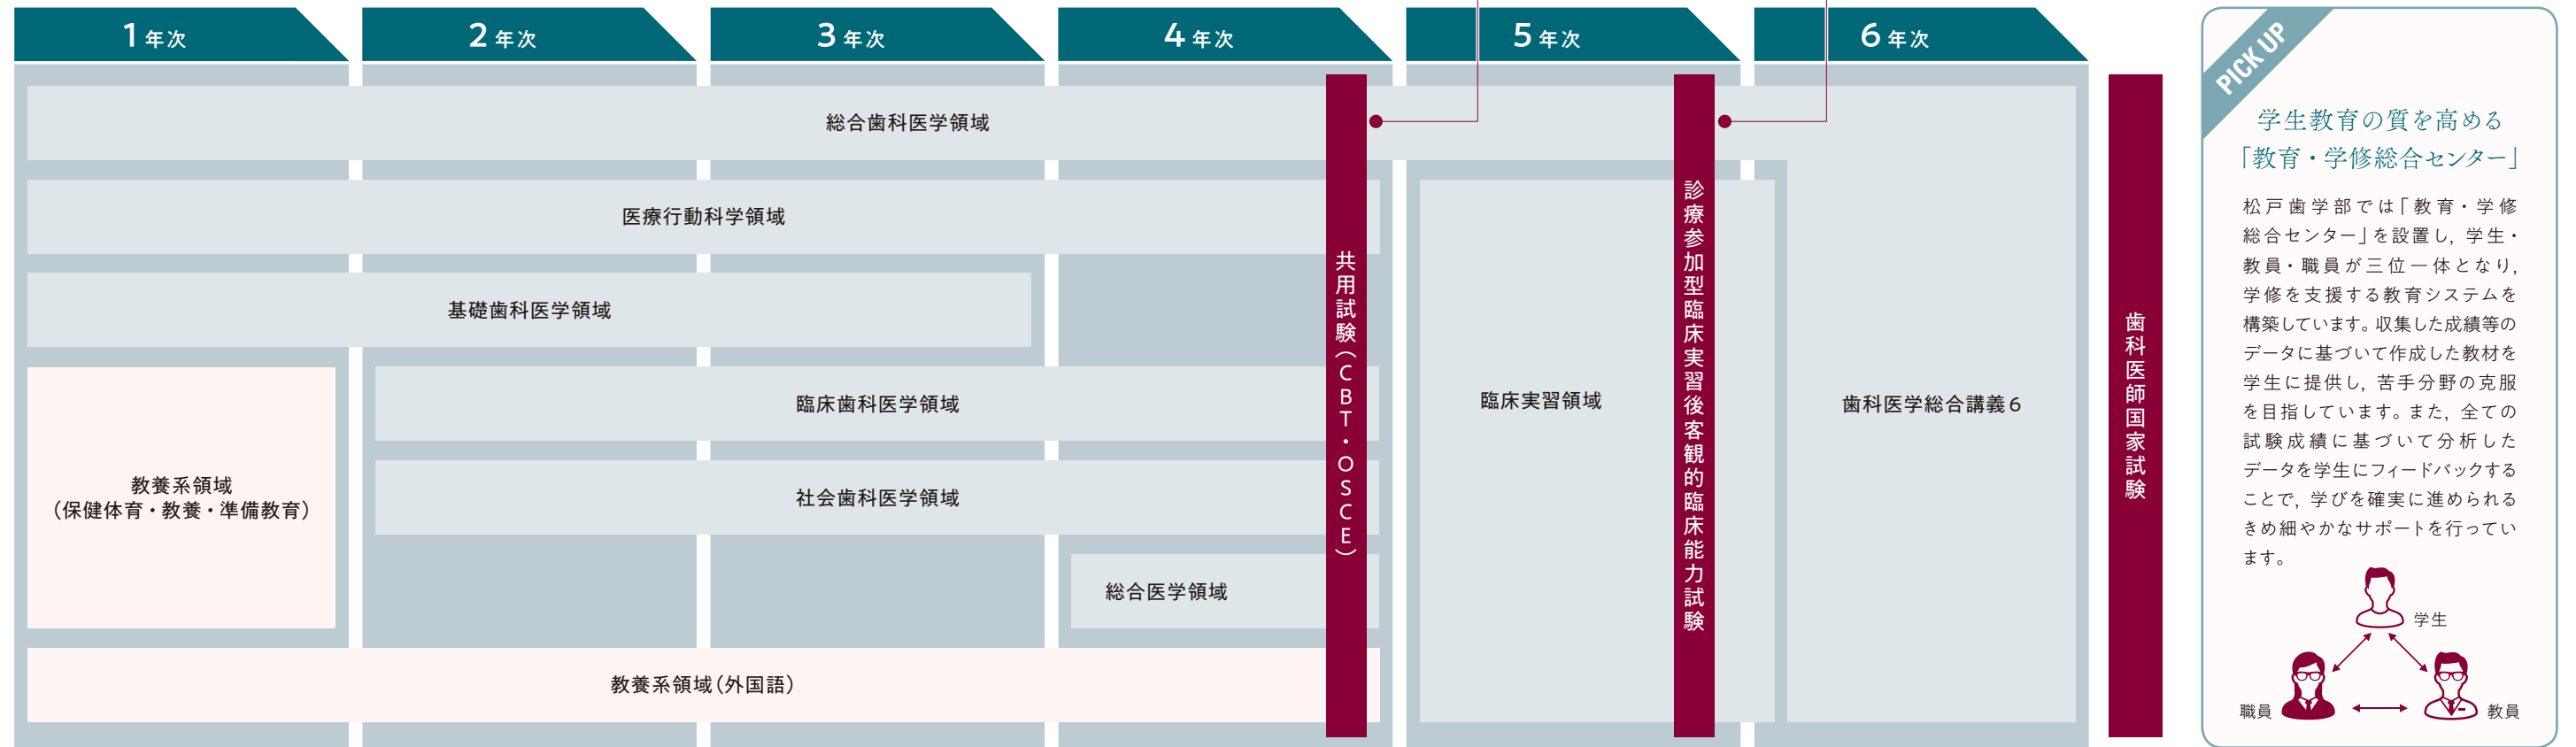 1年次
2年次
3年次
4年次
5年次
6年次
総合歯科医学領域
医療行動科学領域
基礎歯科医学領域
臨床歯科医学領域
社会歯科医学領域
総合医学領域
教養系領域
（保健体育・教養・準備教育）
教養系領域（外国語）
共用試験（CBT・OSCE）
臨床実習領域
診療参加型臨床実習後客観的臨床能力試験
歯科医学総合講義6
歯科医師国家試験
PICK UP
学生教育の質を高める
「教育・学修総合センター」
松戸歯学部では「教育・学修
総合センター」を設置し，学生・
教員・職員が三位一体となり，
学修を支援する教育システムを
構築しています。収集した成績等の
データに基づいて作成した教材を
学生に提供し，苦手分野の克服
を目指しています。また，全ての
試験成績に基づいて分析した
データを学生にフィードバックする
ことで，学びを確実に進められる
きめ細やかなサポートを行ってい
ます。
学生
職員
教員